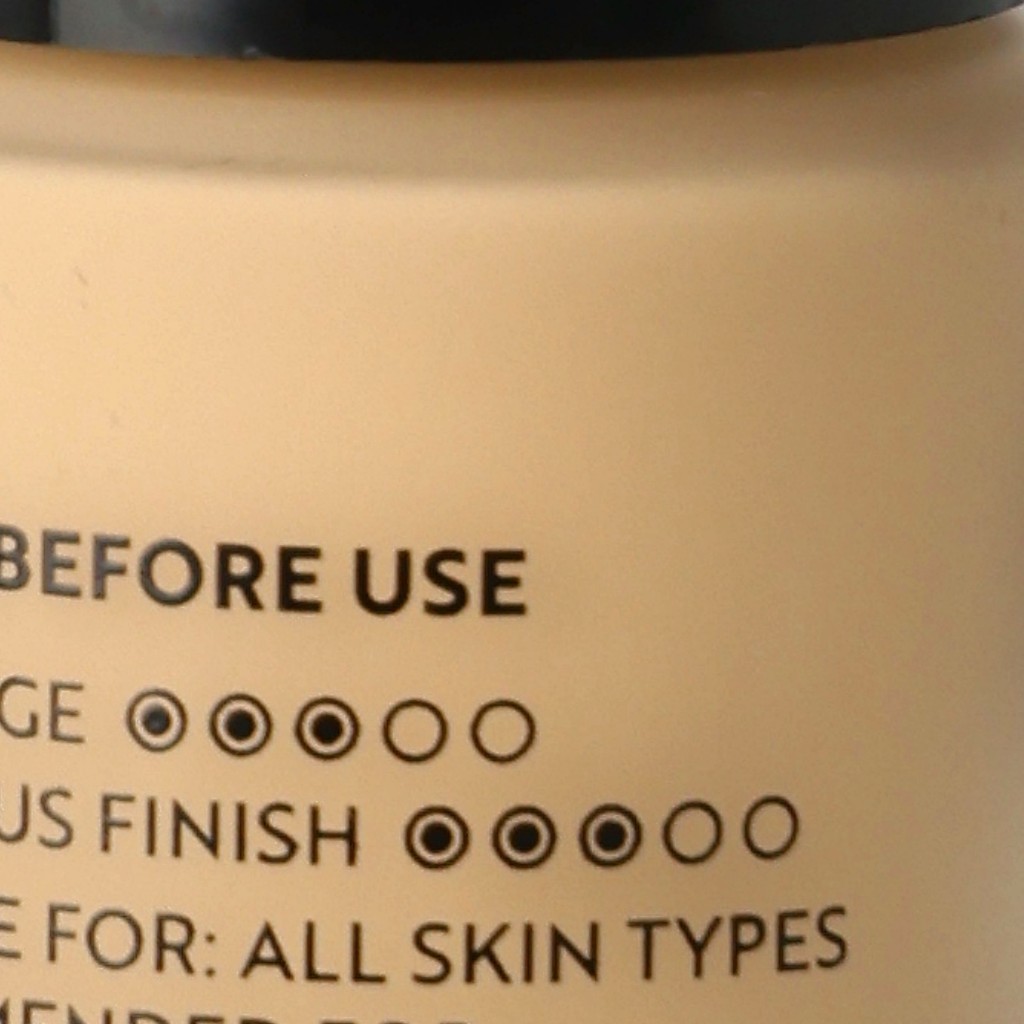 BEFORE USE
GE
US FINISH
E FOR: ALL SKIN TYPES